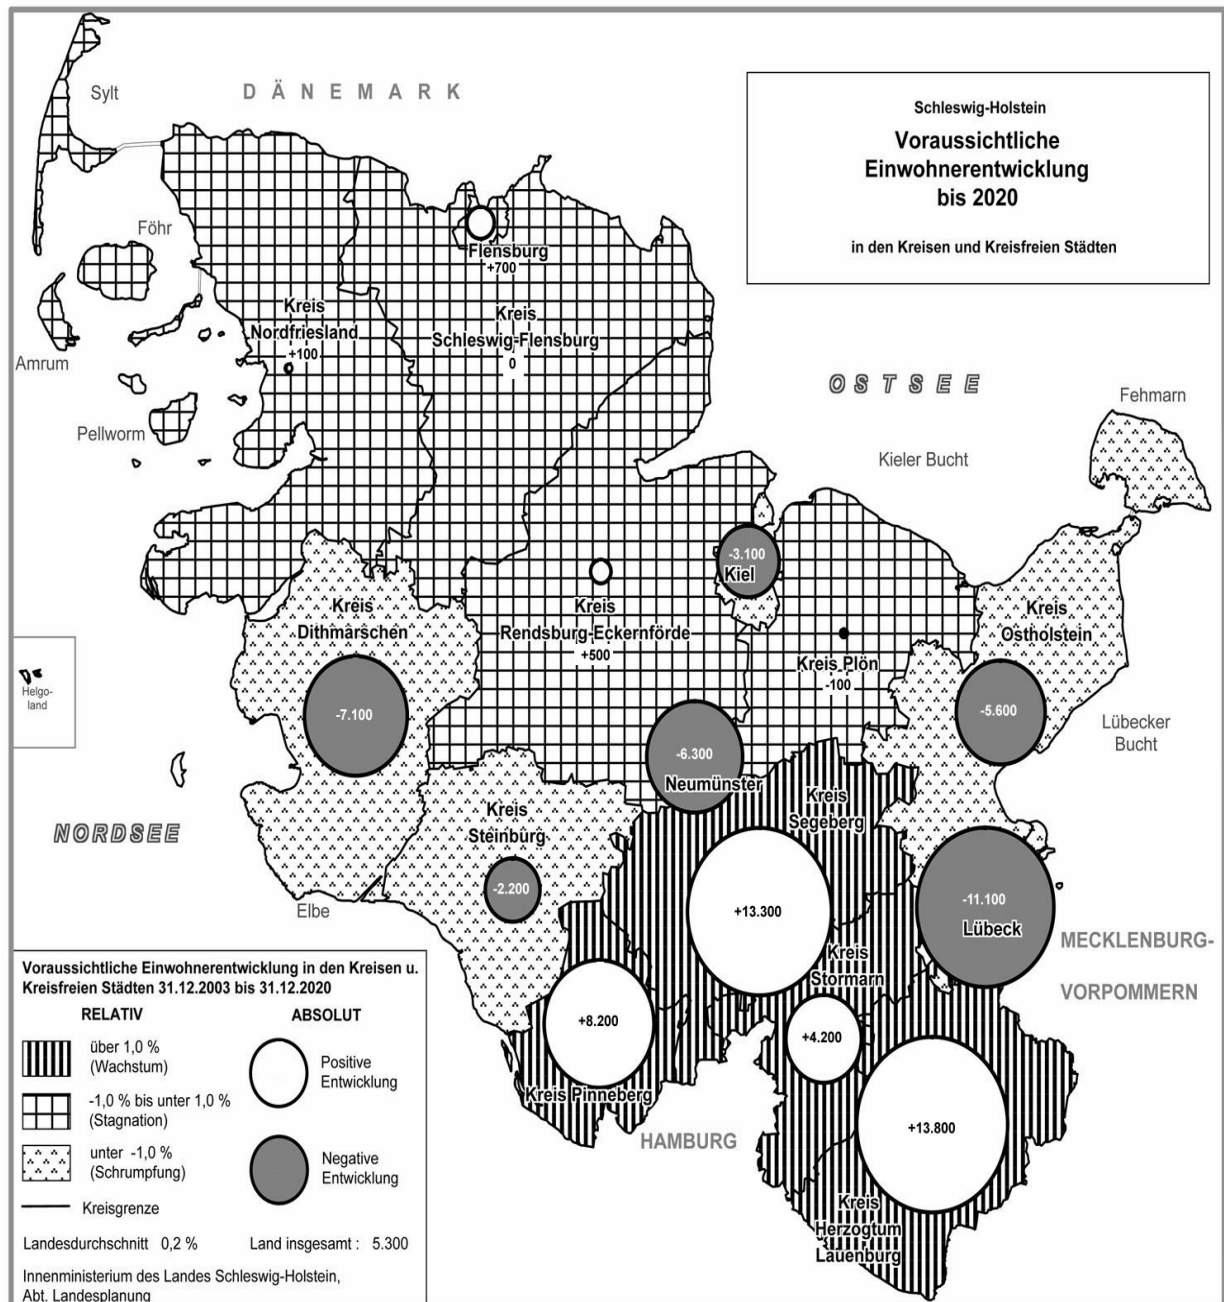 Schleswig-Holstein
Voraussichtliche
Einwohnerentwicklung
bis 2020
in den Kreisen und Kreisfreien Städten
DÄNEMARK
Sylt
Föhr
Amrum
Pellworm
Flensburg
+700
Kreis
Nordfriesland
+100
Kreis
Schleswig-Flensburg
0
OSTSEE
Fehmarn
Kieler Bucht
-3.100
Kiel
Kreis
Dithmarschen
-7.100
Kreis
Rendsburg-Eckernförde
+500
Kreis Plön
-100
Kreis
Ostholstein
-5.600
Helgo-
land
Lübecker
Bucht
-6.300
Neumünster
NORDSEE
Kreis
Steinburg
-2.200
Kreis
Segeberg
+13.300
-11.100
Lübeck
Elbe
MECKLENBURG-
VORPOMMERN
Kreis
Stormarn
+4.200
+8.200
Kreis Pinneberg
HAMBURG
+13.800
Kreis
Herzogtum
Lauenburg
Voraussichtliche Einwohnerentwicklung in den Kreisen u.
Kreisfreien Städten 31.12.2003 bis 31.12.2020
RELATIV
über 1,0 %
(Wachstum)
-1,0 % bis unter 1,0 %
(Stagnation)
unter -1,0 %
(Schrumpfung)
Kreisgrenze
ABSOLUT
Positive
Entwicklung
Negative
Entwicklung
Landesdurchschnitt 0,2 %
Land insgesamt : 5.300
Innenministerium des Landes Schleswig-Holstein,
Abt. Landesplanung